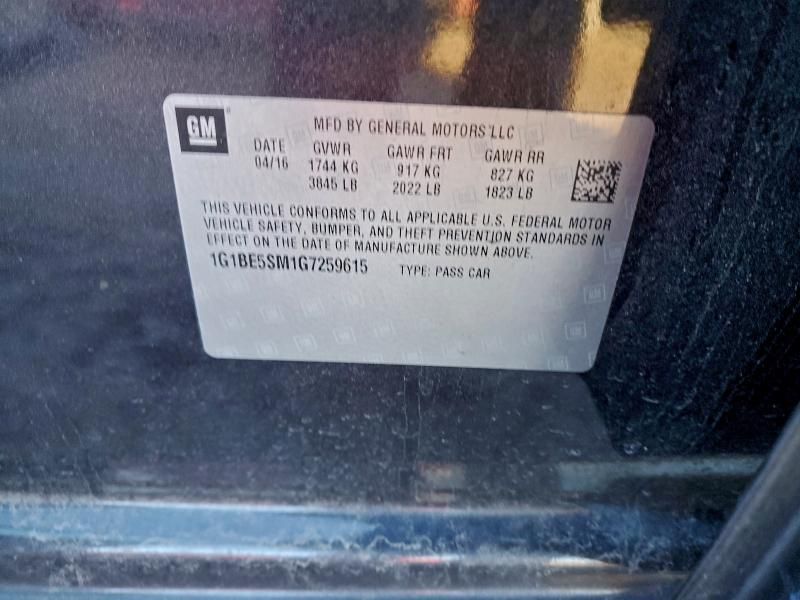 GM
MFD BY GENERAL MOTORS LLC
DATE GVWR GAWR FRT GAWR RR
04/16 1744 KG 917 KG 827 KG
3845 LB 2022 LB 1823 LB
THIS VEHICLE CONFORMS TO ALL APPLICABLE U.S. FEDERAL MOTOR
VEHICLE SAFETY, BUMPER, AND THEFT PREVENTION STANDARDS IN
EFFECT ON THE DATE OF MANUFACTURE SHOWN ABOVE.
1G1BE5SM1G7259615 TYPE: PASS CAR